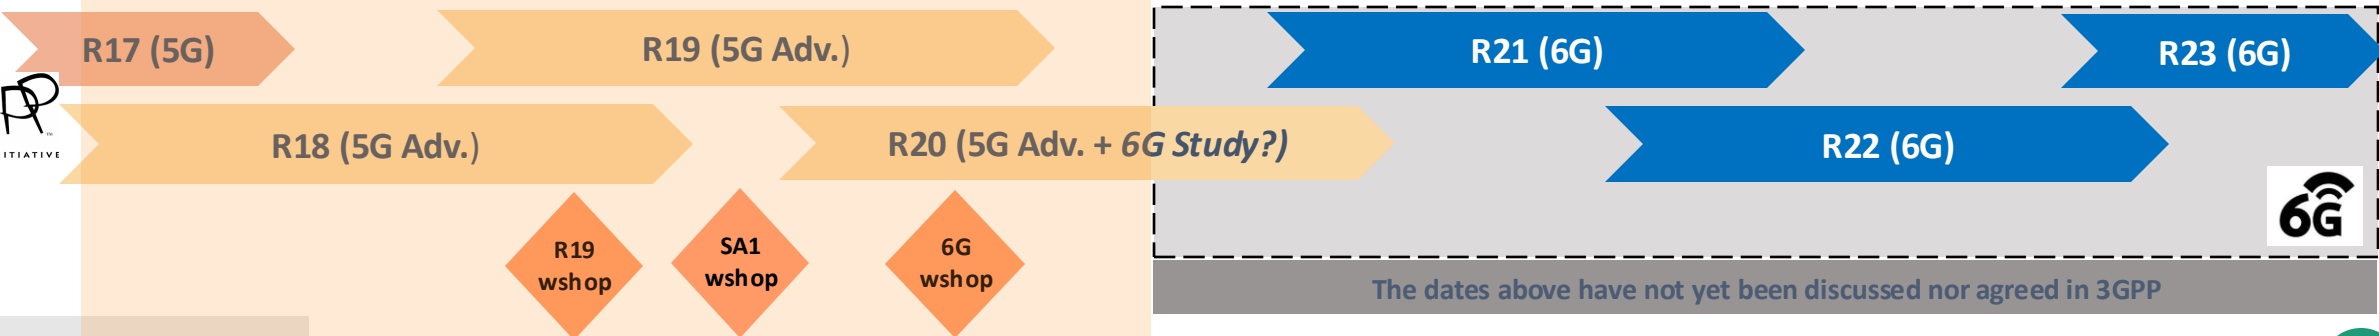 R17 (5G)
R19 (5G Adv.)
R21 (6G)
R23 (6G)
R18 (5G Adv.)
R20 (5G Adv. + 6G Study?)
R22 (6G)
ITIATIVE
6G
R19
wshop
SA1
wshop
6G
wshop
The dates above have not yet been discussed nor agreed in 3GPP